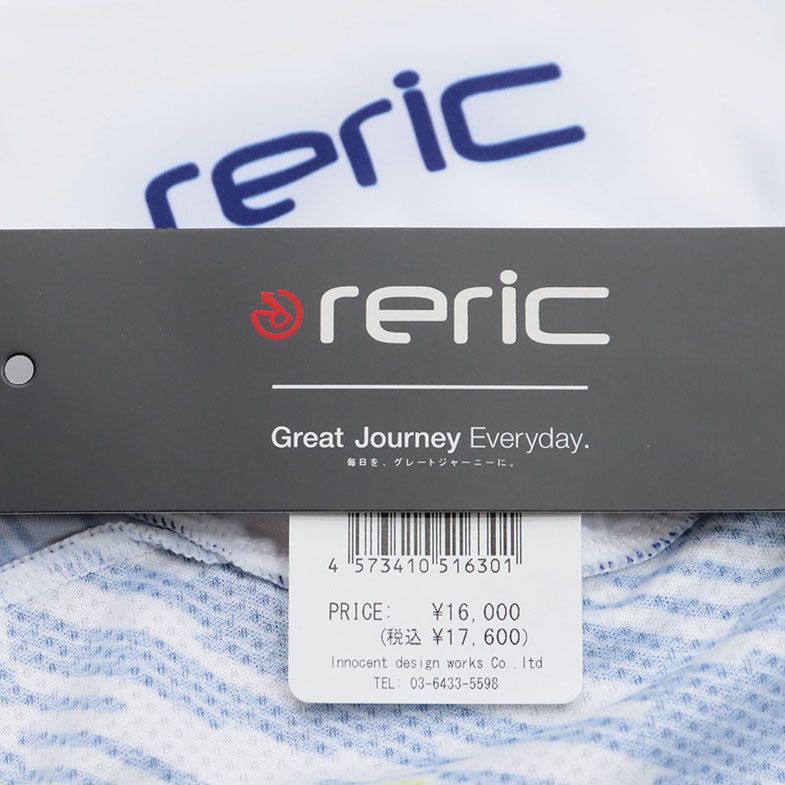 reric
reric
Great Journey Everyday.
毎日を、グレートジャーニーに。
4 573410 516301
PRICE: ¥16,000
(税込 ¥17,600)
Innocent design works Co.,ltd
TEL: 03-6433-5598